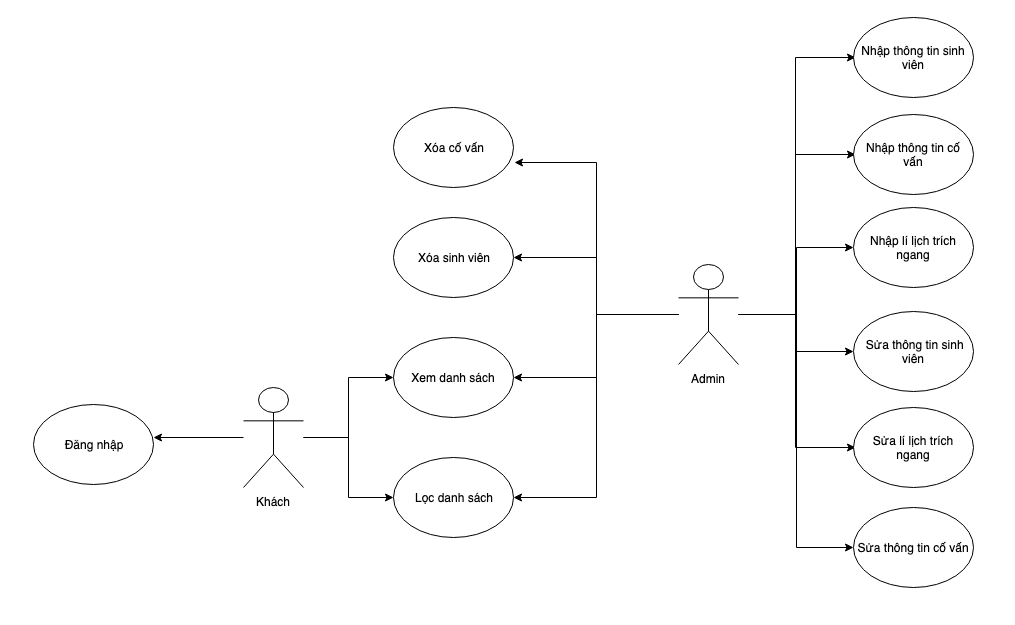 Nhập thông tin sinh
viên
Xóa cố vấn
Nhập thông tin cố
vấn
Xóa sinh viên
Nhập lí lịch trích
ngang
Xem danh sách
Admin
Sửa thông tin sinh
viên
Đăng nhập
Khách
Lọc danh sách
Sửa lí lịch trích
ngang
Sửa thông tin cố vấn